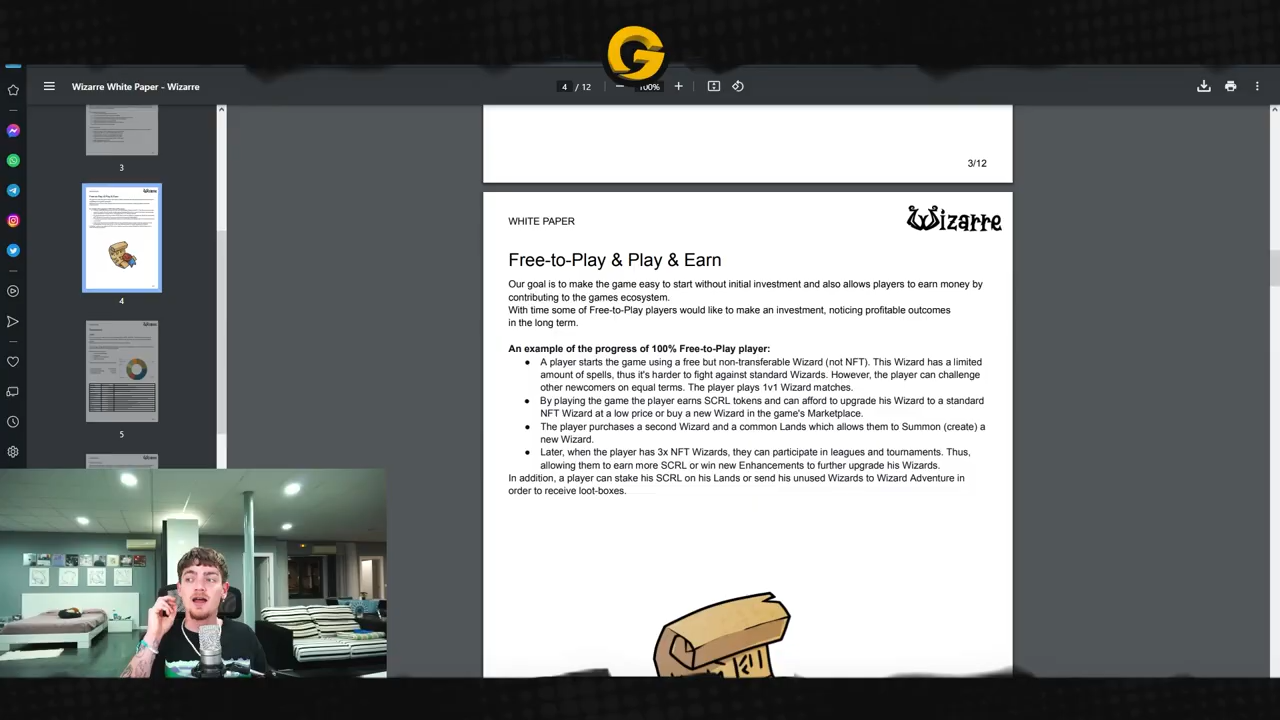 G
Wizarre White Paper - Wizarre
4 / 12
100%
3
4
5
3/12
WHITE PAPER
Wizarre
Free-to-Play & Play & Earn
Our goal is to make the game easy to start without initial investment and also allows players to earn money by
contributing to the games ecosystem.
With time some of Free-to-Play players would like to make an investment, noticing profitable outcomes
in the long term.
An example of the progress of 100% Free-to-Play player:
● A player starts the game using a free but non-transferable Wizard (not NFT). This Wizard has a limited
amount of spells, thus it's harder to fight against standard Wizards. However, the player can challenge
other newcomers on equal terms. The player plays 1v1 Wizard matches.
● By playing the game the player earns SCRL tokens and can afford to upgrade his Wizard to a standard
NFT Wizard at a low price or buy a new Wizard in the game's Marketplace.
● The player purchases a second Wizard and a common Lands which allows them to Summon (create) a
new Wizard.
● Later, when the player has 3x NFT Wizards, they can participate in leagues and tournaments. Thus,
allowing them to earn more SCRL or win new Enhancements to further upgrade his Wizards.
In addition, a player can stake his SCRL on his Lands or send his unused Wizards to Wizard Adventure in
order to receive loot-boxes.